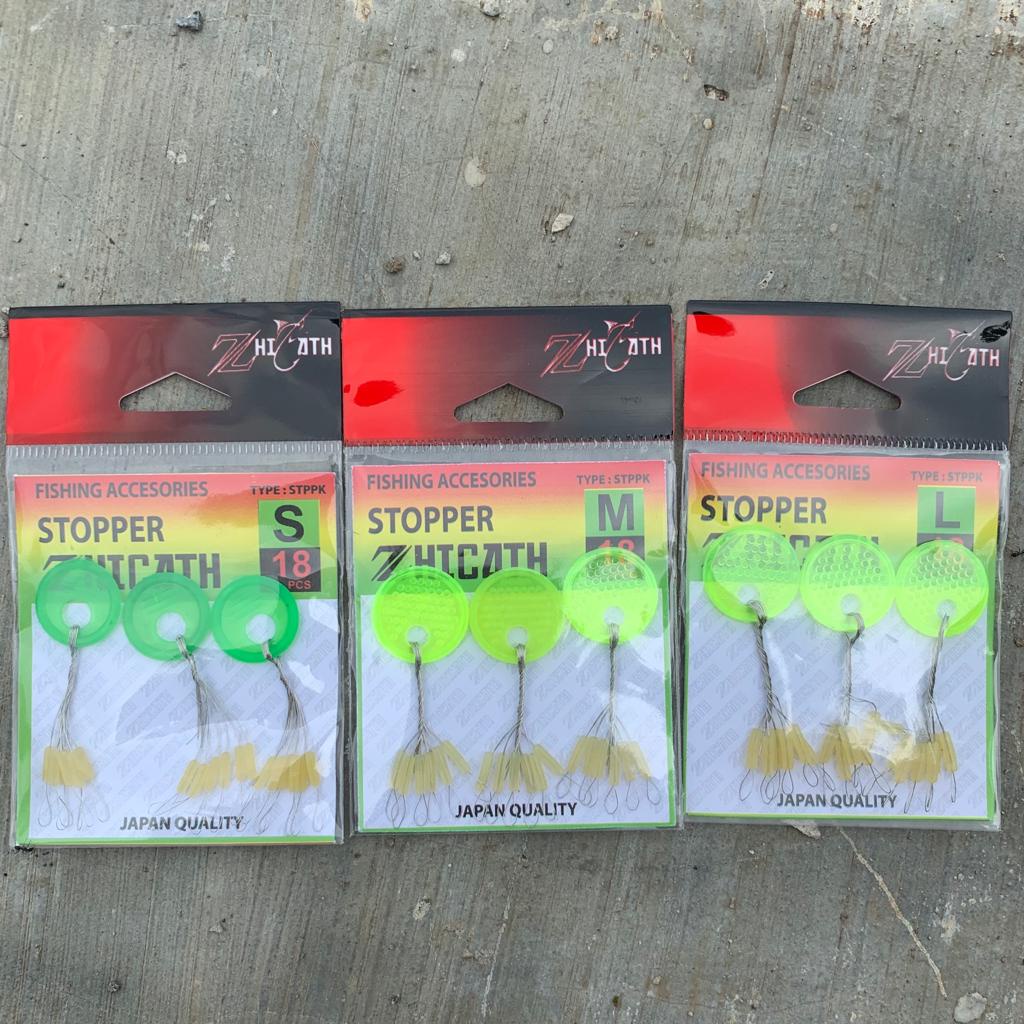 ZHICATH
FISHING ACCESORIES
TYPE : STPPK
STOPPER
S
ZHICATH
18
PCS
JAPAN QUALITY
ZHICATH
FISHING ACCESORIES
TYPE : STPPK
STOPPER
M
ZHICATH
18
JAPAN QUALITY
ZHICATH
FISHING ACCESORIES
TYPE : STPPK
STOPPER
L
JAPAN QUALITY